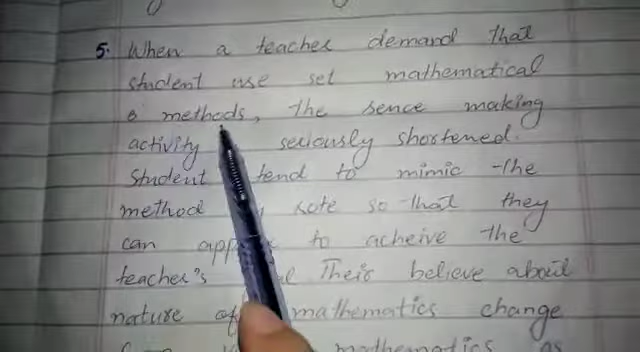 5. When a teacher demand that
student use set mathematical
methods, the sence making
activity seriously shortened.
Student tend to mimic the
method rote so that they
can to acheive the
teacher's Their believe about
nature of mathematics change
mathematics as